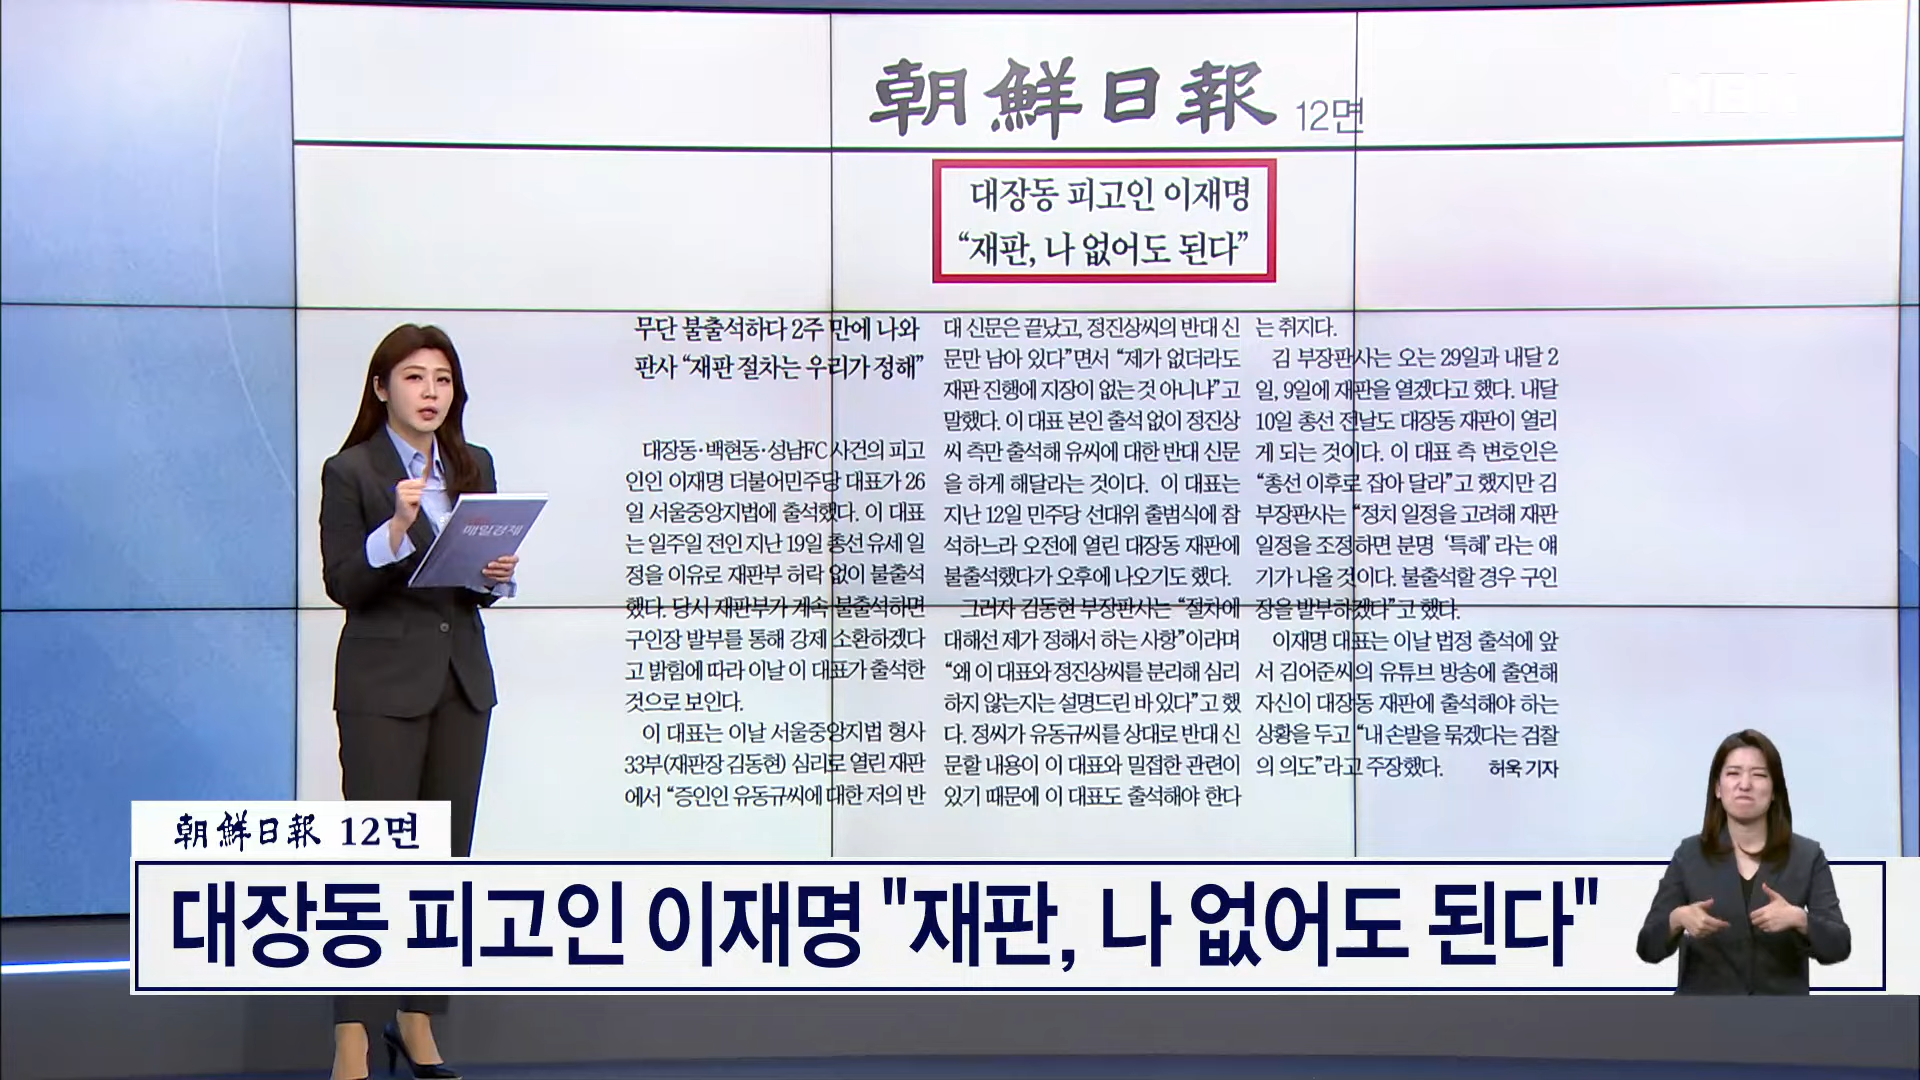 朝鮮日報 12면
MBN
대장동 피고인 이재명
“재판, 나 없어도 된다”
무단 불출석하다 2주 만에 나와
판사 “재판 절차는 우리가 정해”
대장동·백현동·성남FC 사건의 피고
인인 이재명 더불어민주당 대표가 26
일 서울중앙지법에 출석했다. 이 대표
는 일주일 전인 지난 19일 총선 유세 일
정을 이유로 재판부 허락 없이 불출석
했다. 당시 재판부가 계속 불출석하면
구인장 발부를 통해 강제 소환하겠다
고 밝힘에 따라 이날 이 대표가 출석한
것으로 보인다.
이 대표는 이날 서울중앙지법 형사
33부(재판장 김동현) 심리로 열린 재판
에서 “증인인 유동규씨에 대한 저의 반
대 신문은 끝났고, 정진상씨의 반대 신
문만 남아 있다”면서 “제가 없더라도
재판 진행에 지장이 없는 것 아니냐”고
말했다. 이 대표 본인 출석 없이 정진상
씨 측만 출석해 유씨에 대한 반대 신문
을 하게 해달라는 것이다. 이 대표는
지난 12일 민주당 선대위 출범식에 참
석하느라 오전에 열린 대장동 재판에
불출석했다가 오후에 나오기도 했다.
그러자 김동현 부장판사는 “절차에
대해선 제가 정해서 하는 사항”이라며
“왜 이 대표와 정진상씨를 분리해 심리
하지 않는지는 설명드린 바 있다”고 했
다. 정씨가 유동규씨를 상대로 반대 신
문할 내용이 이 대표와 밀접한 관련이
있기 때문에 이 대표도 출석해야 한다
는 취지다.
김 부장판사는 오는 29일과 내달 2
일, 9일에 재판을 열겠다고 했다. 내달
10일 총선 전날도 대장동 재판이 열리
게 되는 것이다. 이 대표 측 변호인은
“총선 이후로 잡아 달라”고 했지만 김
부장판사는 “정치 일정을 고려해 재판
일정을 조정하면 분명 ‘특혜’라는 얘
기가 나올 것이다. 불출석할 경우 구인
장을 발부하겠다”고 했다.
이재명 대표는 이날 법정 출석에 앞
서 김어준씨의 유튜브 방송에 출연해
자신이 대장동 재판에 출석해야 하는
상황을 두고 “내 손발을 묶겠다는 검찰
의 의도”라고 주장했다. 허욱 기자
매일경제
朝鮮日報 12면
대장동 피고인 이재명 "재판, 나 없어도 된다"